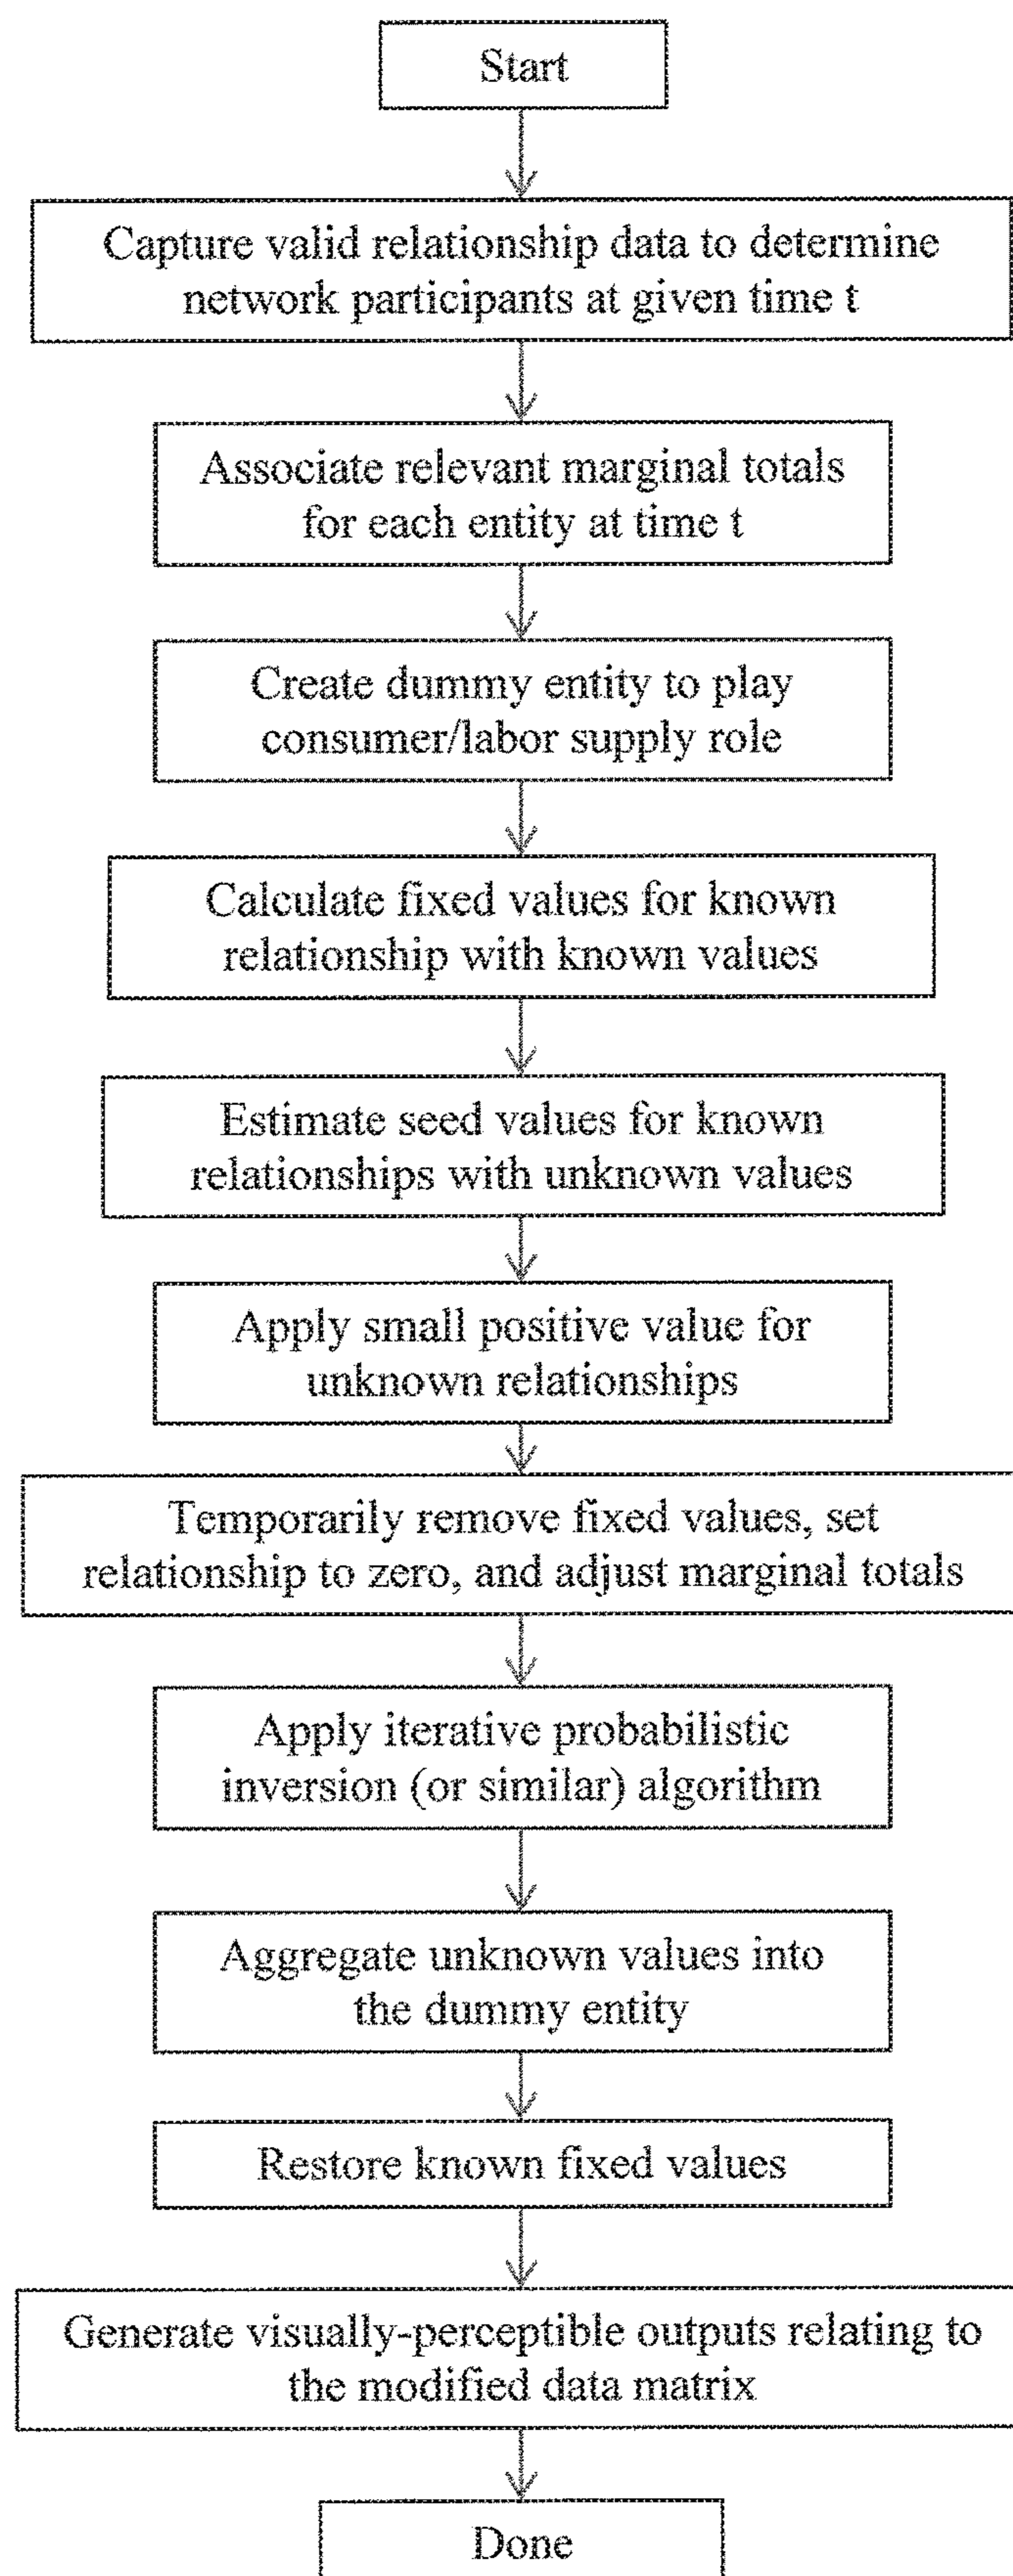 Start
Capture valid relationship data to determine
network participants at given time t
Associate relevant marginal totals
for each entity at time t
Create dummy entity to play
consumer/labor supply role
Calculate fixed values for known
relationship with known values
Estimate seed values for known
relationships with unknown values
Apply small positive value for
unknown relationships
Temporarily remove fixed values, set
relationship to zero, and adjust marginal totals
Apply iterative probabilistic
inversion (or similar) algorithm
Aggregate unknown values into
the dummy entity
Restore known fixed values
Generate visually-perceptible outputs relating to
the modified data matrix
Done